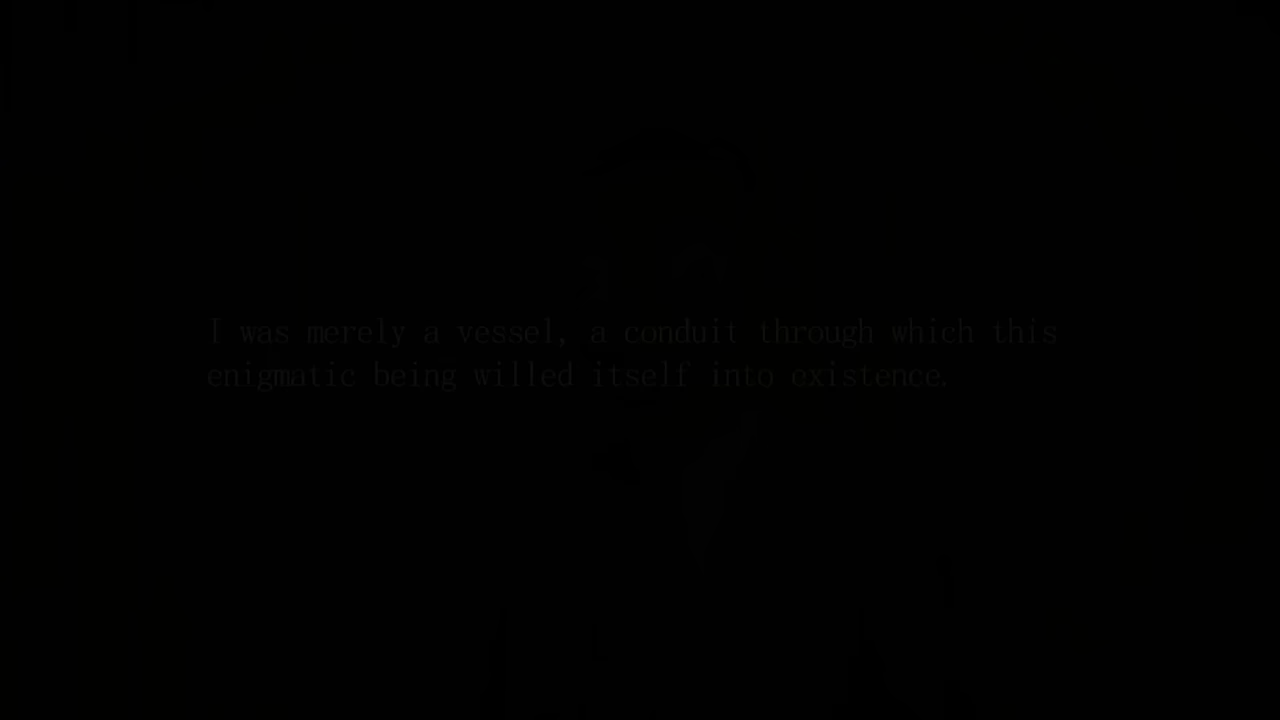 I was merely a vessel, a conduit through which this
enigmatic being willed itself into existence.